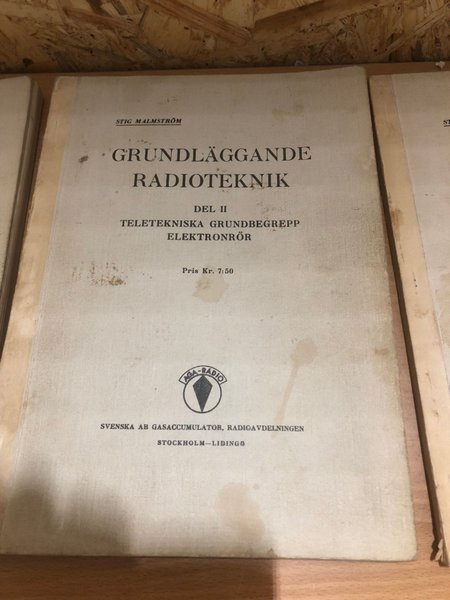 STIG MALMSTRÖM
GRUNDLÄGGANDE
RADIOTEKNIK
DEL II
TELETEKNISKA GRUNDBEGREPP
ELEKTRONRÖR
Pris Kr. 7:50
AGA-RADIO
SVENSKA AB GASACCUMULATOR, RADIOAVDELNINGEN
STOCKHOLM—LIDINGÖ